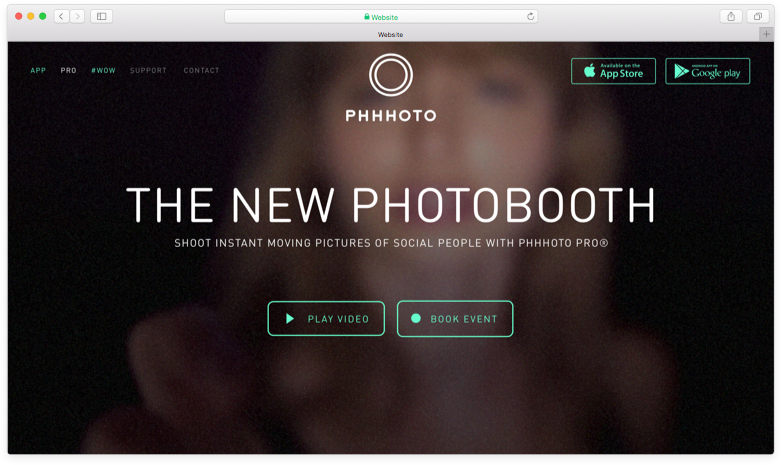 Website
Website
APP PRO #WOW SUPPORT CONTACT
PHHHOTO
Available on the
App Store
ANDROID APP ON
Google play
THE NEW PHOTOBOOTH
SHOOT INSTANT MOVING PICTURES OF SOCIAL PEOPLE WITH PHHHOTO PRO®
PLAY VIDEO
BOOK EVENT